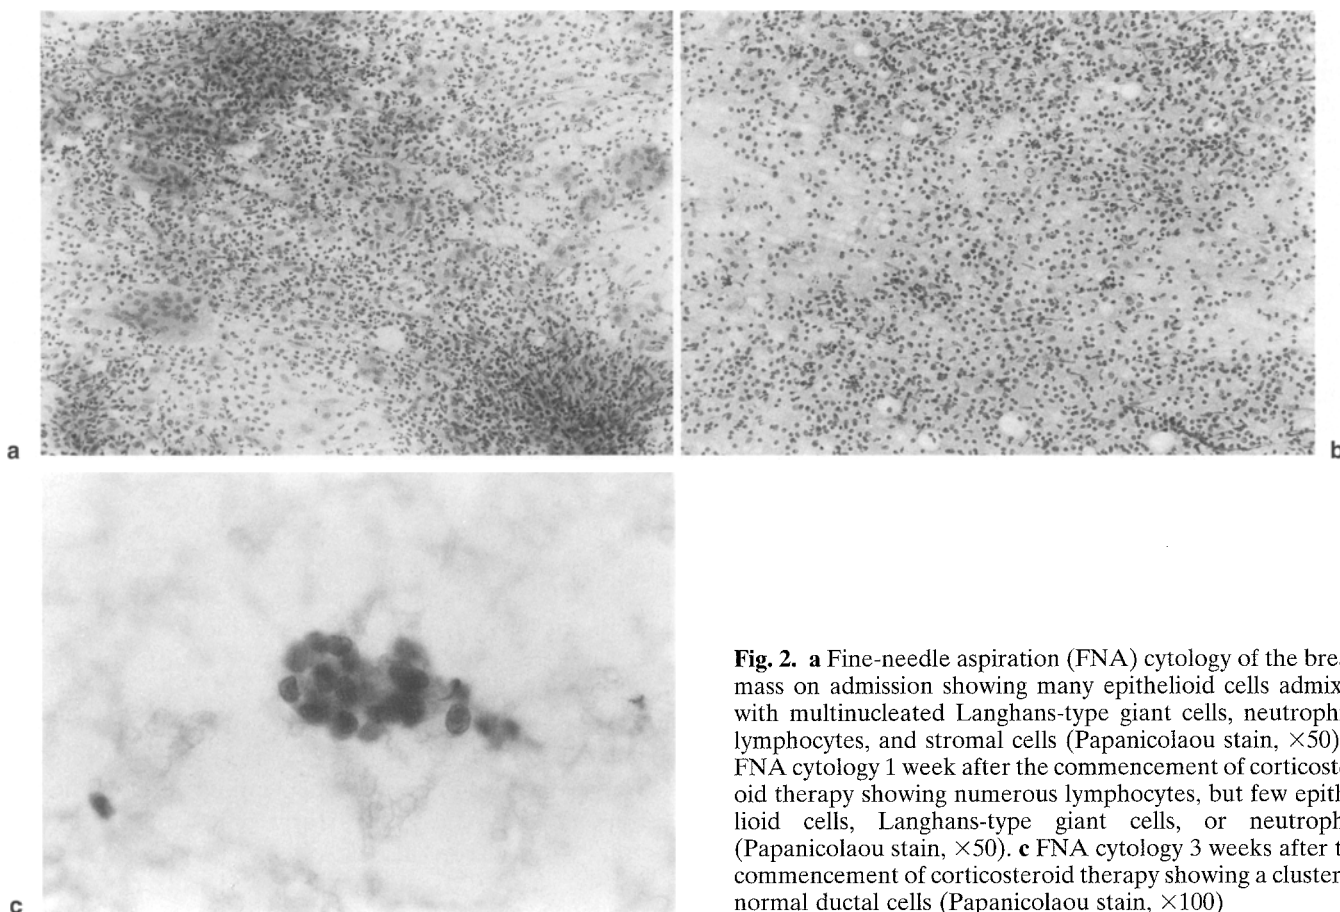 a
b
c
Fig. 2. a Fine-needle aspiration (FNA) cytology of the brea
mass on admission showing many epithelioid cells admix
with multinucleated Langhans-type giant cells, neutroph
lymphocytes, and stromal cells (Papanicolaou stain, ×50)
FNA cytology 1 week after the commencement of corticost
oid therapy showing numerous lymphocytes, but few epith
lioid cells, Langhans-type giant cells, or neutroph
(Papanicolaou stain, ×50). c FNA cytology 3 weeks after t
commencement of corticosteroid therapy showing a cluster
normal ductal cells (Papanicolaou stain, ×100)